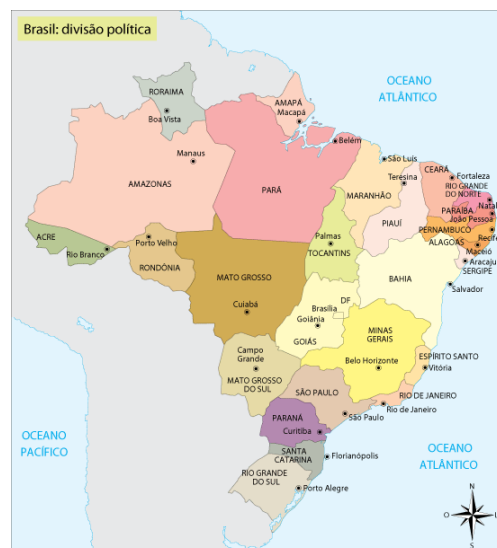 Brasil: divisão política
OCEANO
ATLÂNTICO
RORAIMA
Boa Vista
AMAPÁ
Macapá
Manaus
AMAZONAS
PARÁ
Belém
São Luís
MARANHÃO
Teresina
PIAUÍ
CEARÁ
Fortaleza
RIO GRANDE
DO NORTE
Natal
PARAÍBA
João Pessoa
PERNAMBUCO
Recife
ALAGOAS
Maceió
Aracaju
SERGIPE
ACRE
Rio Branco
Porto Velho
RONDÔNIA
MATO GROSSO
Cuiabá
Palmas
TOCANTINS
BAHIA
Salvador
Brasília
DF
Goiânia
GOIÁS
MINAS
GERAIS
Belo Horizonte
ESPÍRITO SANTO
Vitória
Campo
Grande
MATO GROSSO
DO SUL
SÃO PAULO
São Paulo
RIO DE JANEIRO
Rio de Janeiro
PARANÁ
Curitiba
SANTA
CATARINA
Florianópolis
RIO GRANDE
DO SUL
Porto Alegre
OCEANO
PACÍFICO
OCEANO
ATLÂNTICO
N
O
L
S